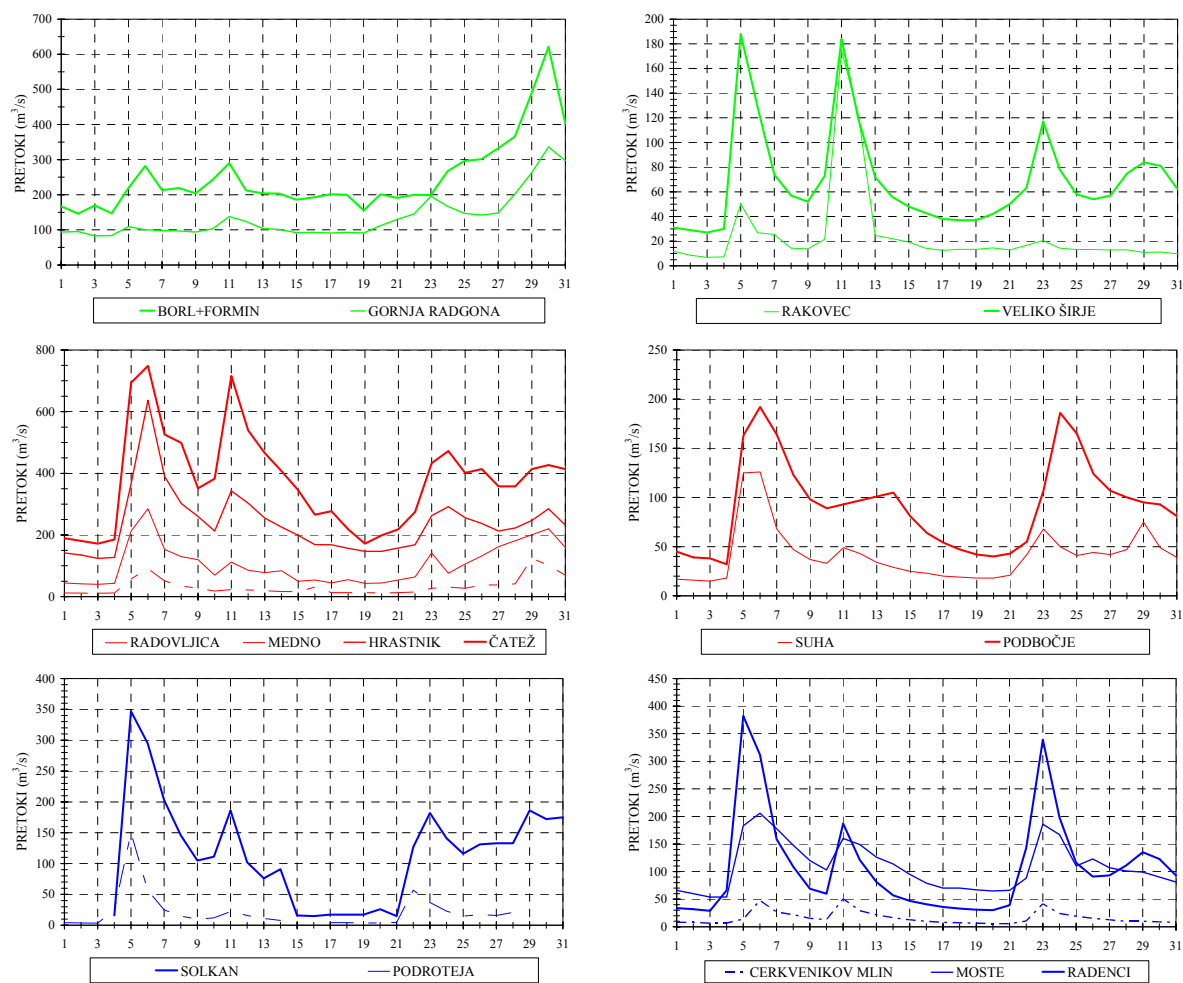 PRETOKI (m³/s)
700
600
500
400
300
200
100
0
1 3 5 7 9 11 13 15 17 19 21 23 25 27 29 31
BORL+FORMIN GORNJA RADGONA
PRETOKI (m³/s)
200
180
160
140
120
100
80
60
40
20
0
1 3 5 7 9 11 13 15 17 19 21 23 25 27 29 31
RAKOVEC VELIKO ŠIRJE
PRETOKI (m³/s)
800
600
400
200
0
1 3 5 7 9 11 13 15 17 19 21 23 25 27 29 31
RADOVLJICA MEDNO HRASTNIK ČATEŽ
PRETOKI (m³/s)
250
200
150
100
50
0
1 3 5 7 9 11 13 15 17 19 21 23 25 27 29 31
SUHA PODBOČJE
PRETOKI (m³/s)
400
350
300
250
200
150
100
50
0
1 3 5 7 9 11 13 15 17 19 21 23 25 27 29 31
SOLKAN PODROTEJA
PRETOKI (m³/s)
450
400
350
300
250
200
150
100
50
0
1 3 5 7 9 11 13 15 17 19 21 23 25 27 29 31
CERKVENIKOV MLIN MOSTE RADENCI